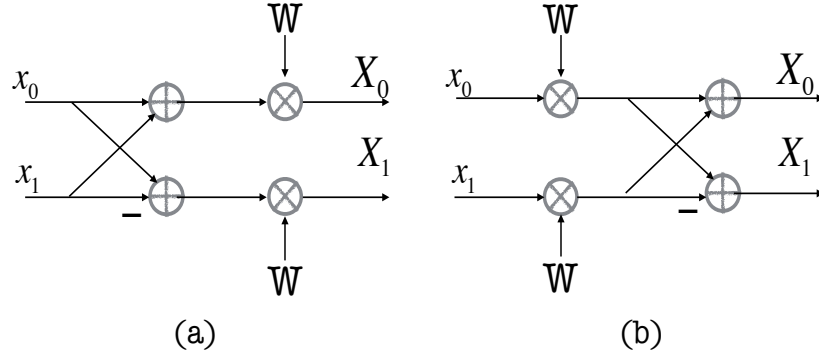 W W
x₀ X₀ x₀ X₀
x₁ X₁ x₁ X₁
W W
(a) (b)